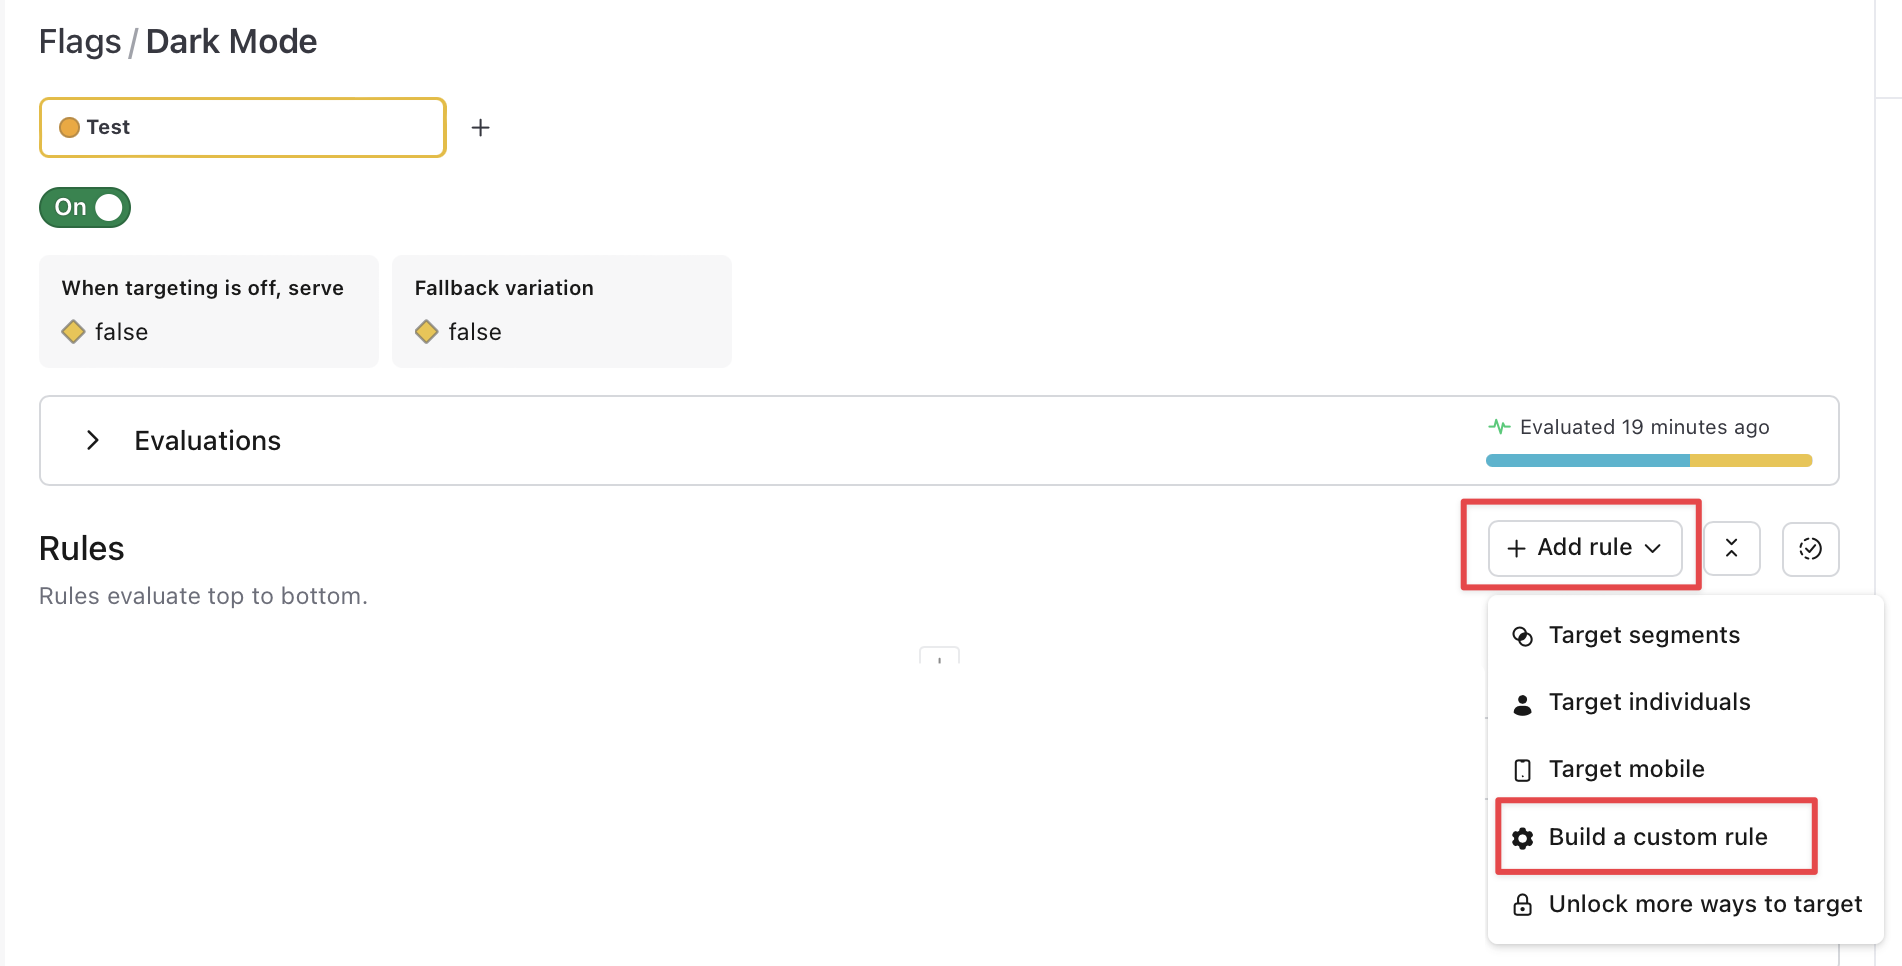 Flags / Dark Mode
Test
On
When targeting is off, serve
false
Fallback variation
false
Evaluations
Evaluated 19 minutes ago
Rules
Add rule
Rules evaluate top to bottom.
Target segments
Target individuals
Target mobile
Build a custom rule
Unlock more ways to target